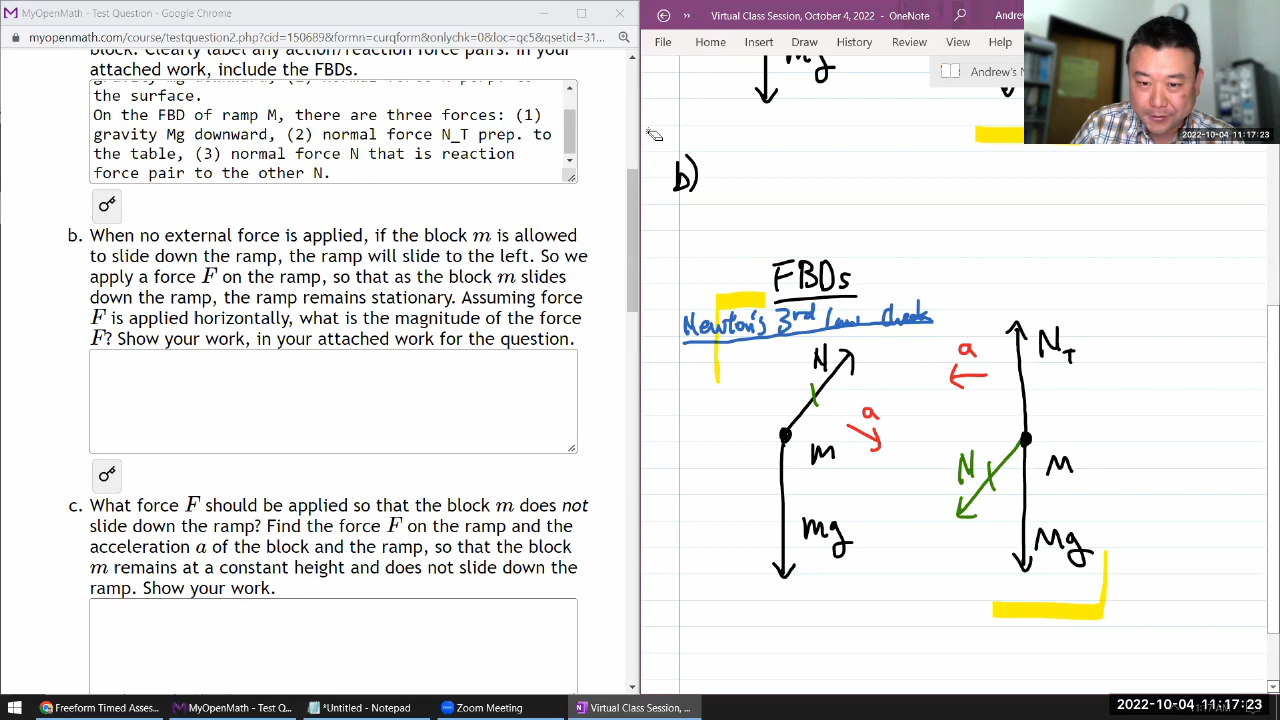 MyOpenMath - Test Question - Google Chrome
myopenmath.com/course/testquestion2.php?cid=150689&formn=curqform&onlychk=0&loc=qc5&qsetid=31...
block. Clearly label any action/reaction force pairs. In your
attached work, include the FBDs.
gravity Mg downward, (2) normal force N perp. to
the surface.
On the FBD of ramp M, there are three forces: (1)
gravity Mg downward, (2) normal force N_T prep. to
the table, (3) normal force N that is reaction
force pair to the other N.
b. When no external force is applied, if the block m is allowed
to slide down the ramp, the ramp will slide to the left. So we
apply a force F on the ramp, so that as the block m slides
down the ramp, the ramp remains stationary. Assuming force
F is applied horizontally, what is the magnitude of the force
F? Show your work, in your attached work for the question.
c. What force F should be applied so that the block m does not
slide down the ramp? Find the force F on the ramp and the
acceleration a of the block and the ramp, so that the block
m remains at a constant height and does not slide down the
ramp. Show your work.
Virtual Class Session, October 4, 2022 - OneNote
Andrew
File Home Insert Draw History Review View Help
Andrew's N
2022-10-04 11:17:23
mg
b)
FBDs
Newton's 3rd law check
N
a
m
mg
N_T
a
N
M
Mg
Freeform Timed Asses...
MyOpenMath - Test Q...
*Untitled - Notepad
Zoom Meeting
Virtual Class Session, ...
2022-10-04 11:17:23